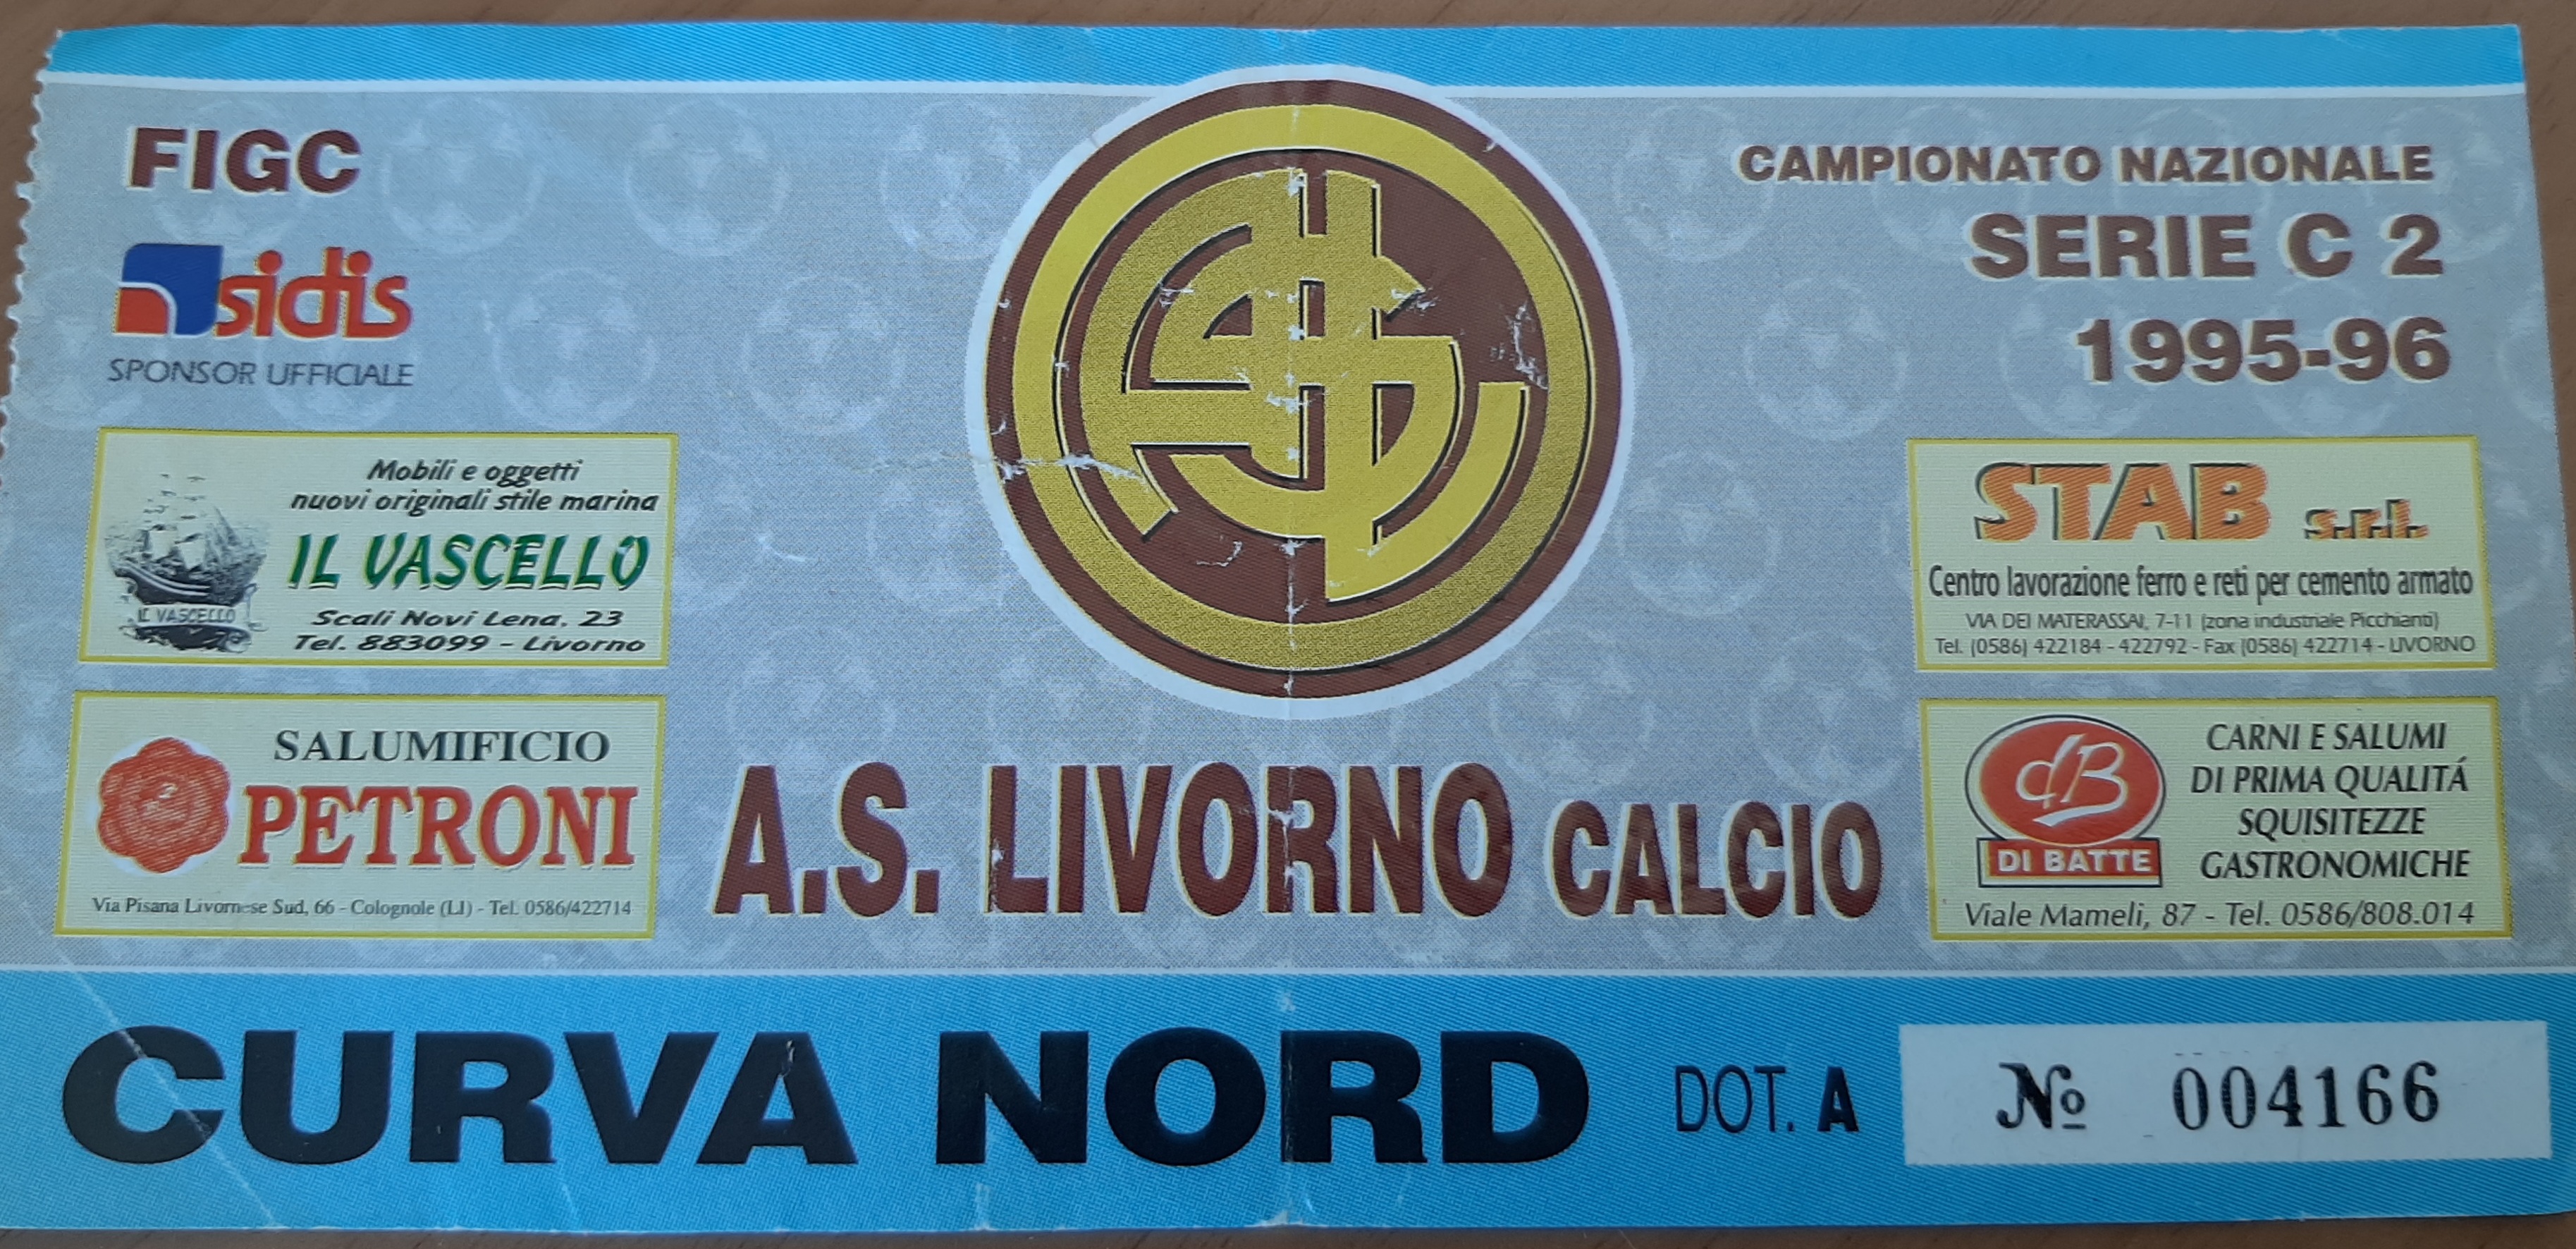 FIGC
sidis
SPONSOR UFFICIALE
CAMPIONATO NAZIONALE
SERIE C 2
1995-96
Mobili e oggetti
nuovi originali stile marina
IL VASCELLO
Scali Novi Lena, 23
Tel. 883099 - Livorno
IL VASCELLO
SALUMIFICIO
PETRONI
Via Pisana Livornese Sud, 66 - Colognole (LI) - Tel. 0586/422714
STAB s.r.l.
Centro lavorazione ferro e reti per cemento armato
VIA DEI MATERASSAI, 7-11 (zona industriale Picchianti)
Tel. (0586) 422184 - 422792 - Fax (0586) 422714 - LIVORNO
dB
DI BATTE
CARNI E SALUMI
DI PRIMA QUALITÁ
SQUISITEZZE
GASTRONOMICHE
Viale Mameli, 87 - Tel. 0586/808.014
A.S. LIVORNO CALCIO
CURVA NORD DOT. A Nº 004166